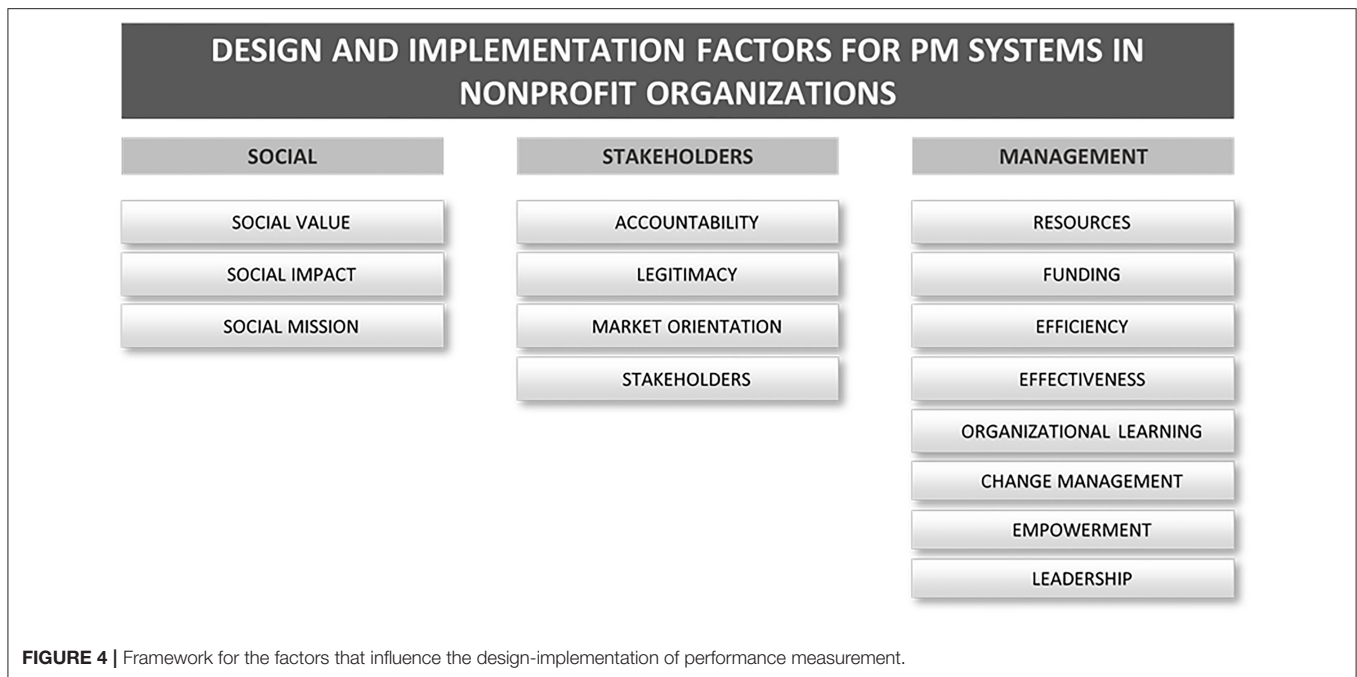 DESIGN AND IMPLEMENTATION FACTORS FOR PM SYSTEMS IN
NONPROFIT ORGANIZATIONS
SOCIAL
SOCIAL VALUE
SOCIAL IMPACT
SOCIAL MISSION
STAKEHOLDERS
ACCOUNTABILITY
LEGITIMACY
MARKET ORIENTATION
STAKEHOLDERS
MANAGEMENT
RESOURCES
FUNDING
EFFICIENCY
EFFECTIVENESS
ORGANIZATIONAL LEARNING
CHANGE MANAGEMENT
EMPOWERMENT
LEADERSHIP
FIGURE 4 | Framework for the factors that influence the design-implementation of performance measurement.